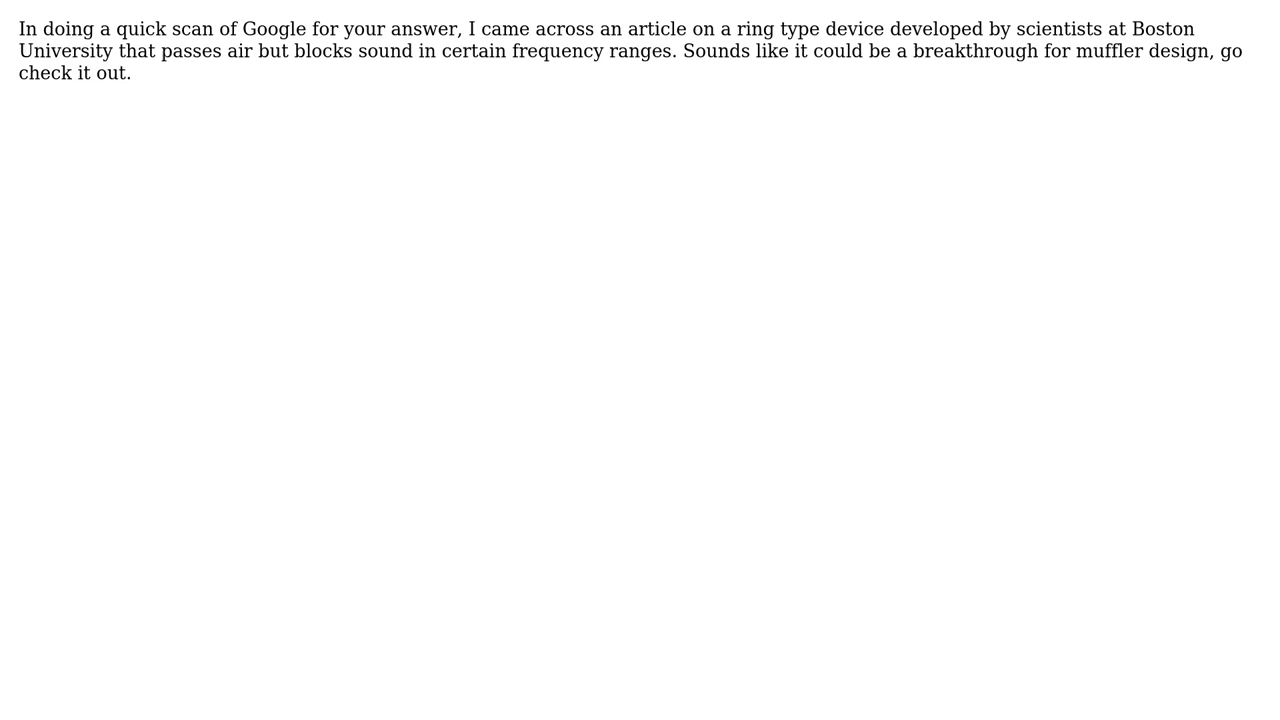 In doing a quick scan of Google for your answer, I came across an article on a ring type device developed by scientists at Boston
University that passes air but blocks sound in certain frequency ranges. Sounds like it could be a breakthrough for muffler design, go
check it out.